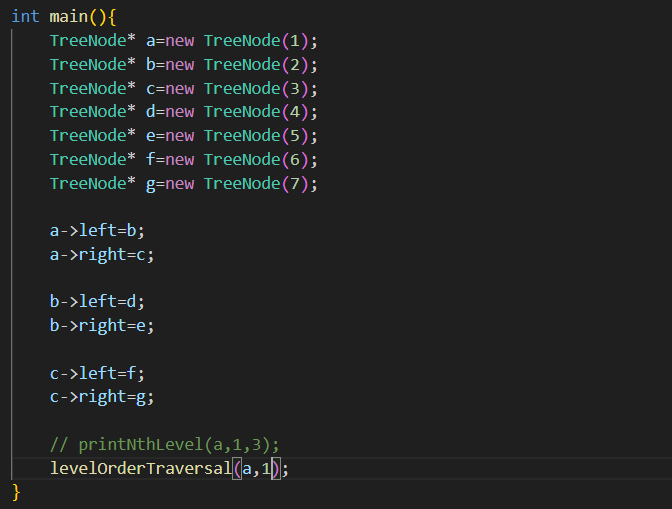 int main(){
TreeNode* a=new TreeNode(1);
TreeNode* b=new TreeNode(2);
TreeNode* c=new TreeNode(3);
TreeNode* d=new TreeNode(4);
TreeNode* e=new TreeNode(5);
TreeNode* f=new TreeNode(6);
TreeNode* g=new TreeNode(7);
a->left=b;
a->right=c;
b->left=d;
b->right=e;
c->left=f;
c->right=g;
// printNthLevel(a,1,3);
levelOrderTraversal(a,1);
}